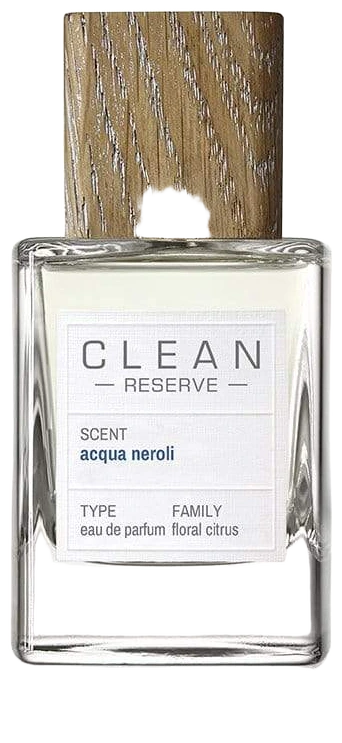 CLEAN
— RESERVE —
SCENT
acqua neroli
TYPE FAMILY
eau de parfum floral citrus